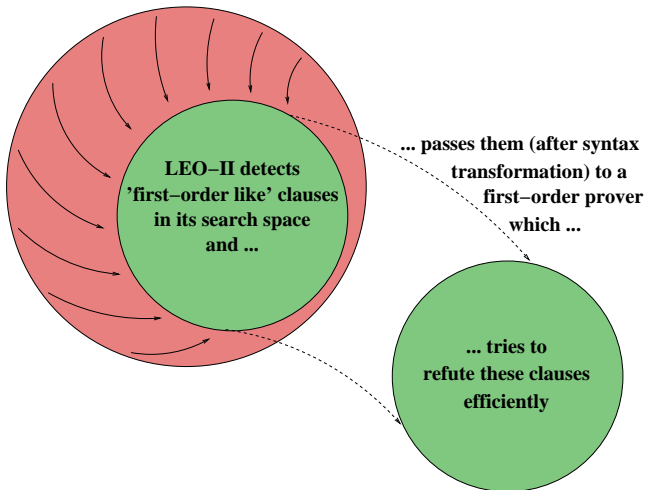 LEO−II detects
’first−order like’ clauses
in its search space
and ...
... passes them (after syntax
transformation) to a
first−order prover
which ...
... tries to
refute these clauses
efficiently